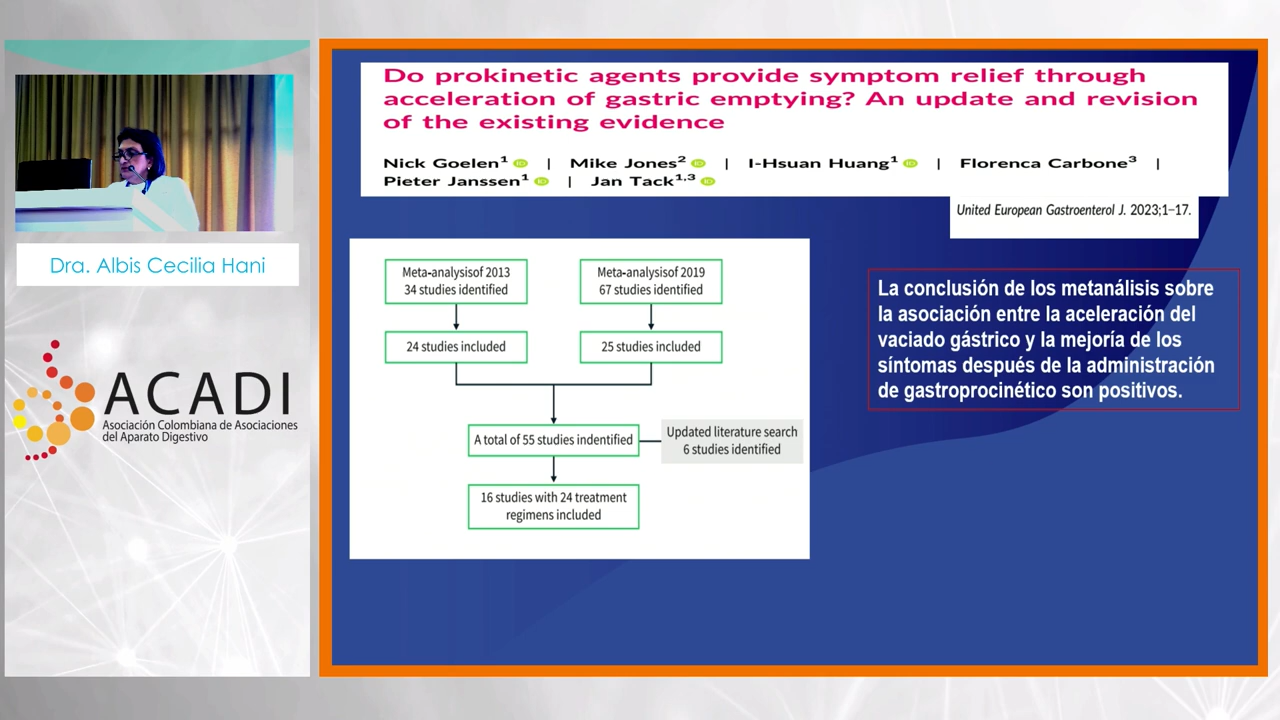 Do prokinetic agents provide symptom relief through
acceleration of gastric emptying? An update and revision
of the existing evidence
Nick Goelen1 | Mike Jones2 | I-Hsuan Huang1 | Florenca Carbone3 |
Pieter Janssen1 | Jan Tack1,3
United European Gastroenterol J. 2023;1–17.
Dra. Albis Cecilia Hani
ACADI
Asociación Colombiana de Asociaciones
del Aparato Digestivo
Meta-analysisof 2013
34 studies identified
Meta-analysisof 2019
67 studies identified
24 studies included
25 studies included
A total of 55 studies indentified
Updated literature search
6 studies identified
16 studies with 24 treatment
regimens included
La conclusión de los metanálisis sobre
la asociación entre la aceleración del
vaciado gástrico y la mejoría de los
síntomas después de la administración
de gastroprocinético son positivos.